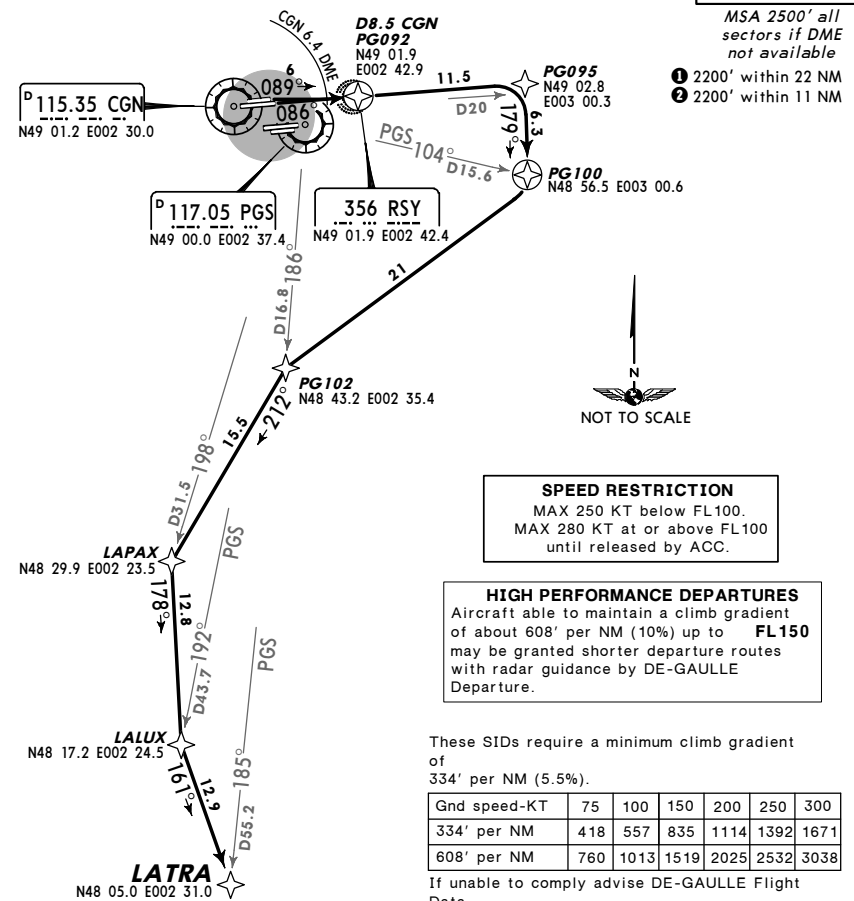 MSA 2500' all
sectors if DME
not available
❶ 2200' within 22 NM
❷ 2200' within 11 NM
CGN 6.4 DME
D8.5 CGN
PG092
N49 01.9
E002 42.9
6
089°
086°
11.5
PG095
N49 02.8
E003 00.3
D20
179°
6.3
D 115.35 CGN
N49 01.2 E002 30.0
PGS
104°
D15.6
PG100
N48 56.5 E003 00.6
D 117.05 PGS
N49 00.0 E002 37.4
356 RSY
N49 01.9 E002 42.4
186°
D16.8
21
PG102
N48 43.2 E002 35.4
212°
15.5
198°
D31.5
N
NOT TO SCALE
LAPAX
N48 29.9 E002 23.5
178°
12.8
PGS
192°
D43.7
SPEED RESTRICTION
MAX 250 KT below FL100.
MAX 280 KT at or above FL100
until released by ACC.
HIGH PERFORMANCE DEPARTURES
Aircraft able to maintain a climb gradient
of about 608' per NM (10%) up to FL150
may be granted shorter departure routes
with radar guidance by DE-GAULLE
Departure.
LALUX
N48 17.2 E002 24.5
161°
12.9
PGS
185°
D55.2
LATRA
N48 05.0 E002 31.0
These SIDs require a minimum climb gradient
of
334' per NM (5.5%).
Gnd speed-KT 75 100 150 200 250 300
334' per NM 418 557 835 1114 1392 1671
608' per NM 760 1013 1519 2025 2532 3038
If unable to comply advise DE-GAULLE Flight